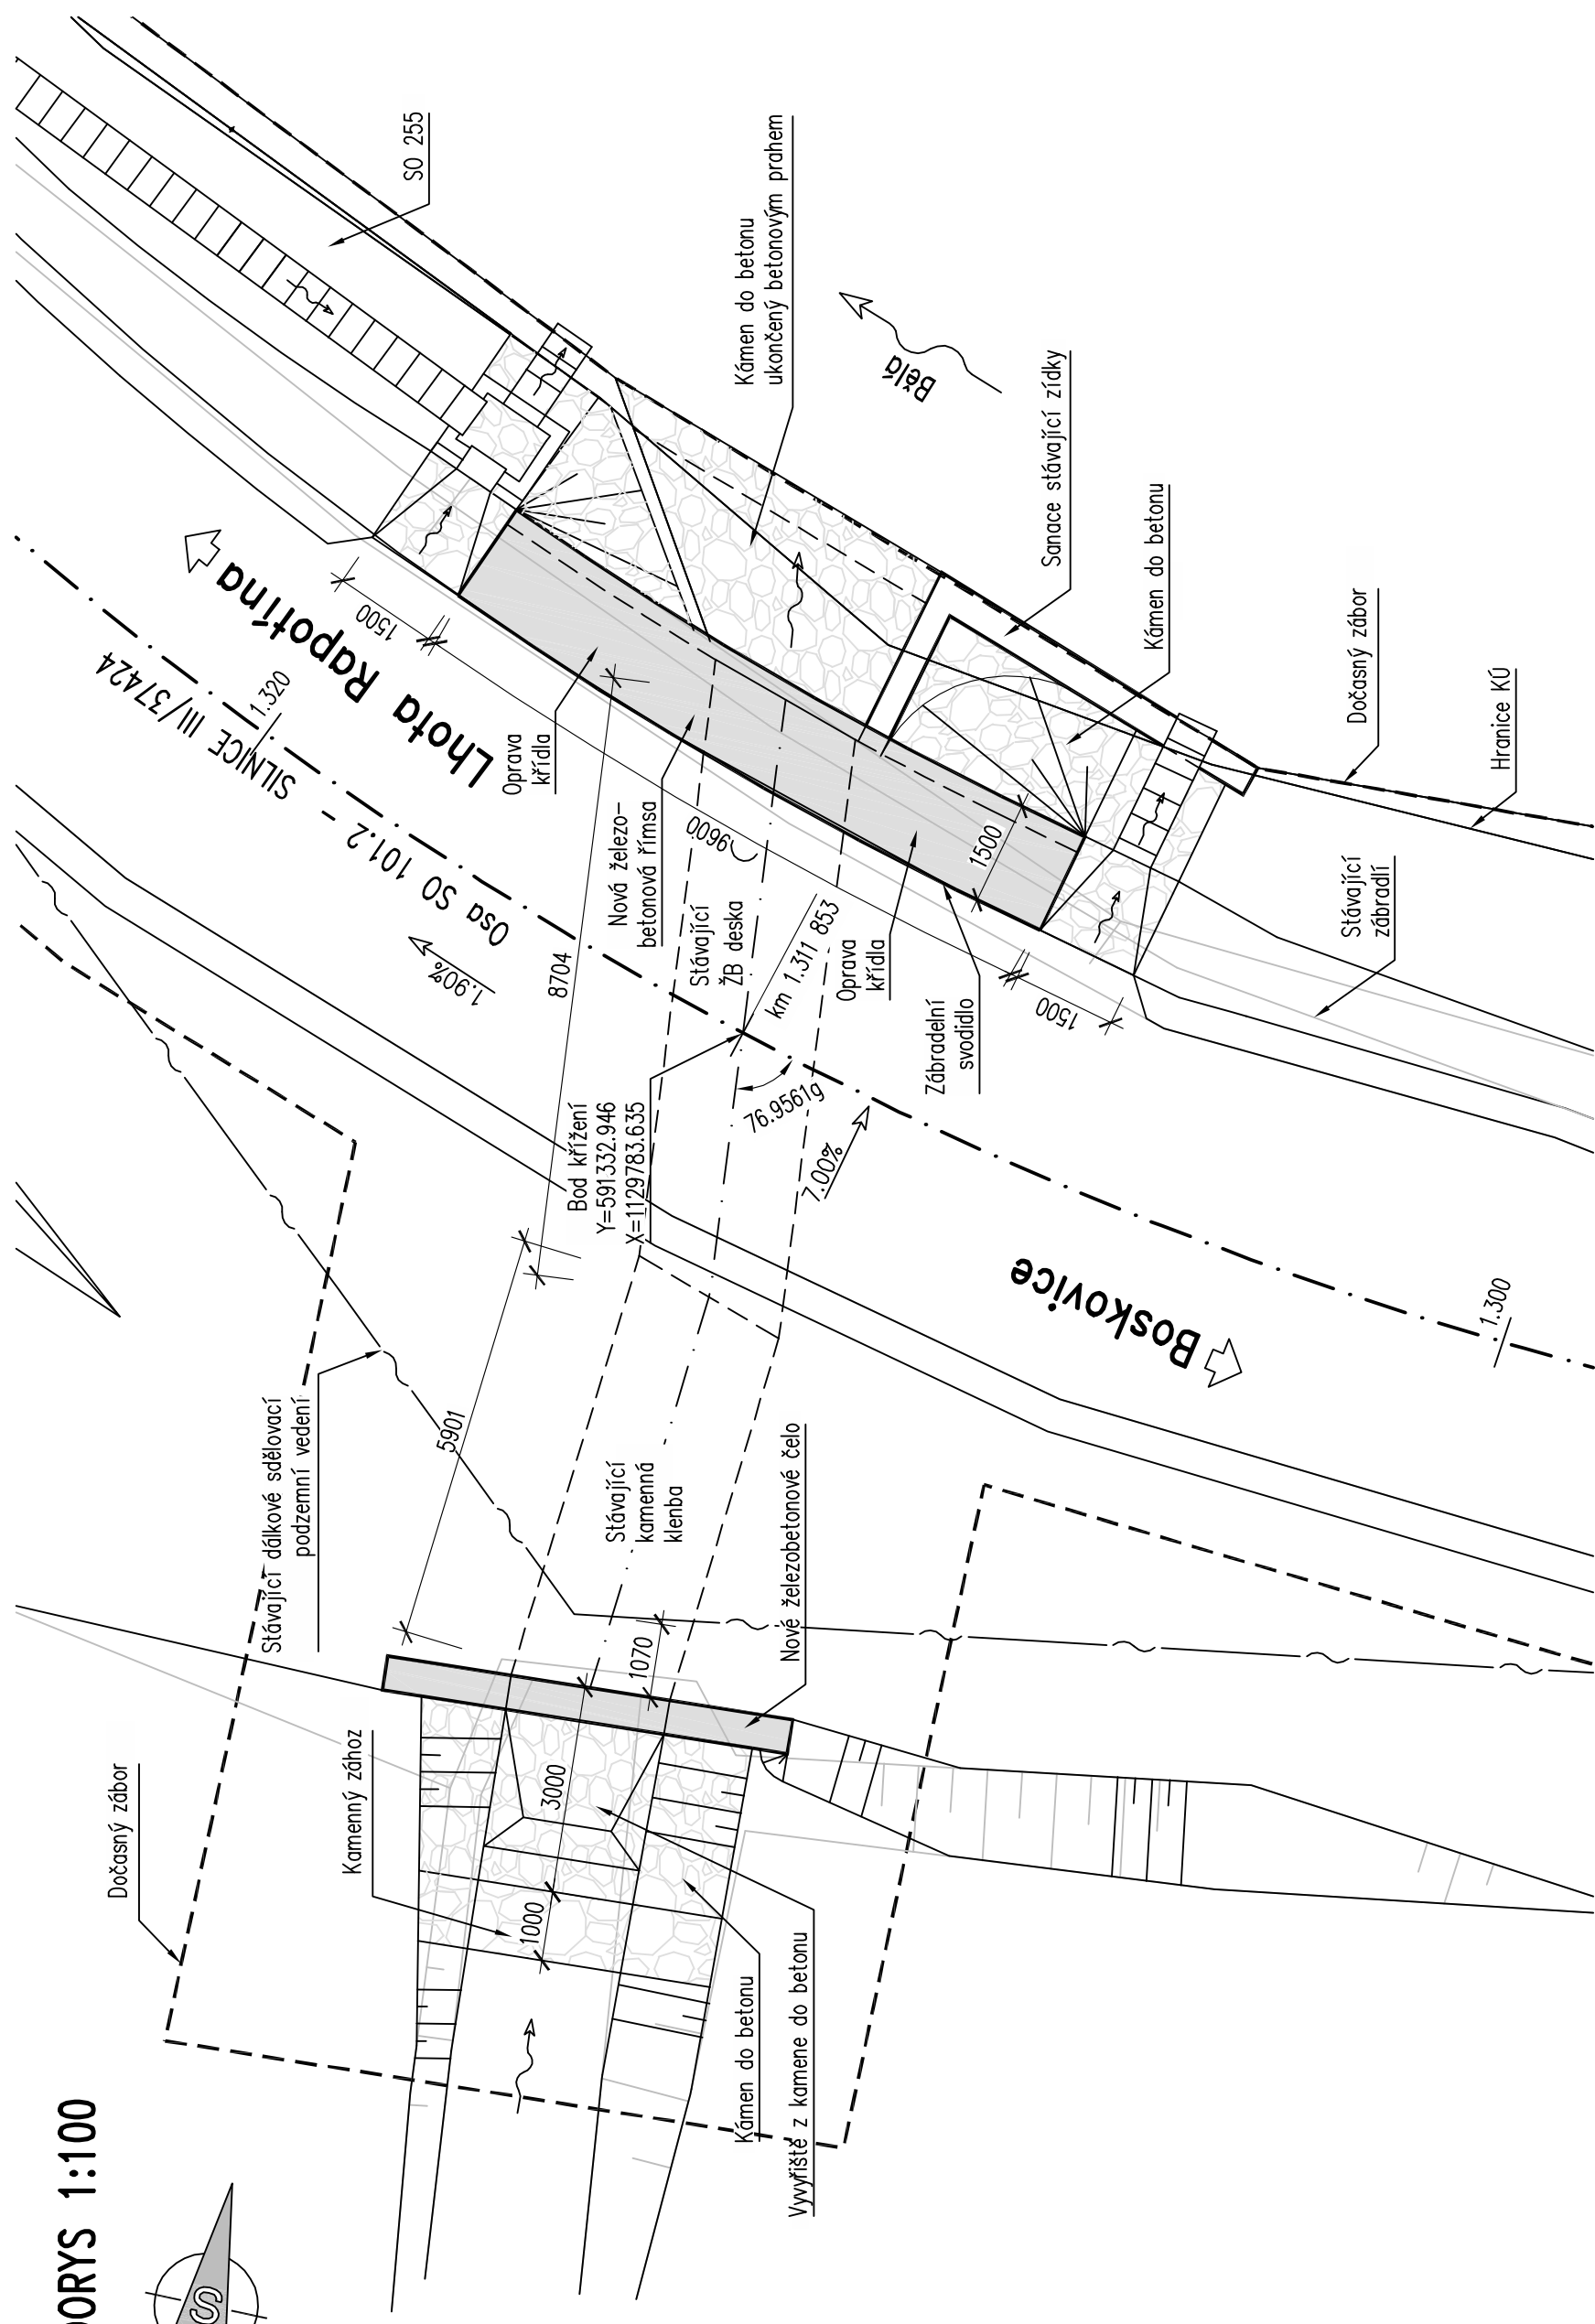 SO 255
Kámen do betonu
ukončený betonovým prahem
Bělá
Sanace stávající zídky
Kámen do betonu
Dočasný zábor
Hranice KÚ
Lhota Rapotina
SILNICE III/37424
1.320
Osa SO 101.2 -
1.90%
1500
9600
1500
1500
Oprava
křídla
Nová železo-
betonová římsa
8704
Stávající
ŽB deska
km 1.311 853
Oprava
křídla
Zábradelní
svodidlo
Stávající
zábradlí
Bod křížení
Y=591332.946
X=1129783.635
76.9561g
7.00%
Boskovice
1.300
5901
Stávající dálkové sdělovací
podzemní vedení
Stávající
kamenná
klenba
Nové železobetonové čelo
1070
3000
1000
Kamenný zához
Dočasný zábor
Kámen do betonu
Vyvyřiště z kamene do betonu
DORYS 1:100
S